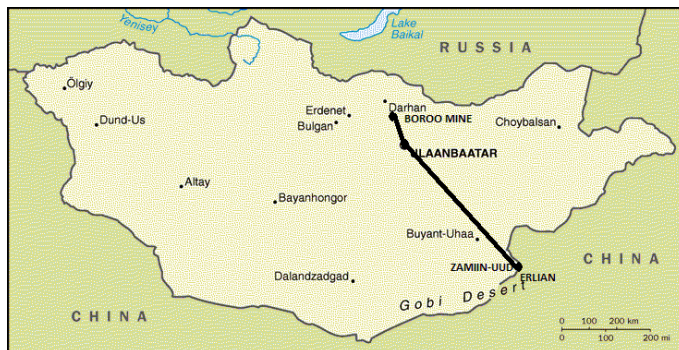 Yenisey
Lake
Baikal
RUSSIA
Ölgiy
Dund-Us
Erdenet
Bulgan
Darhan
BOROO MINE
Choybalsan
ULAANBAATAR
Altay
Bayanhongor
Buyant-Uhaa
ZAMIIN-UUD
ERLIAN
CHINA
Dalandzadgad
Gobi Desert
CHINA
0 100 200 km
0 100 200 mi